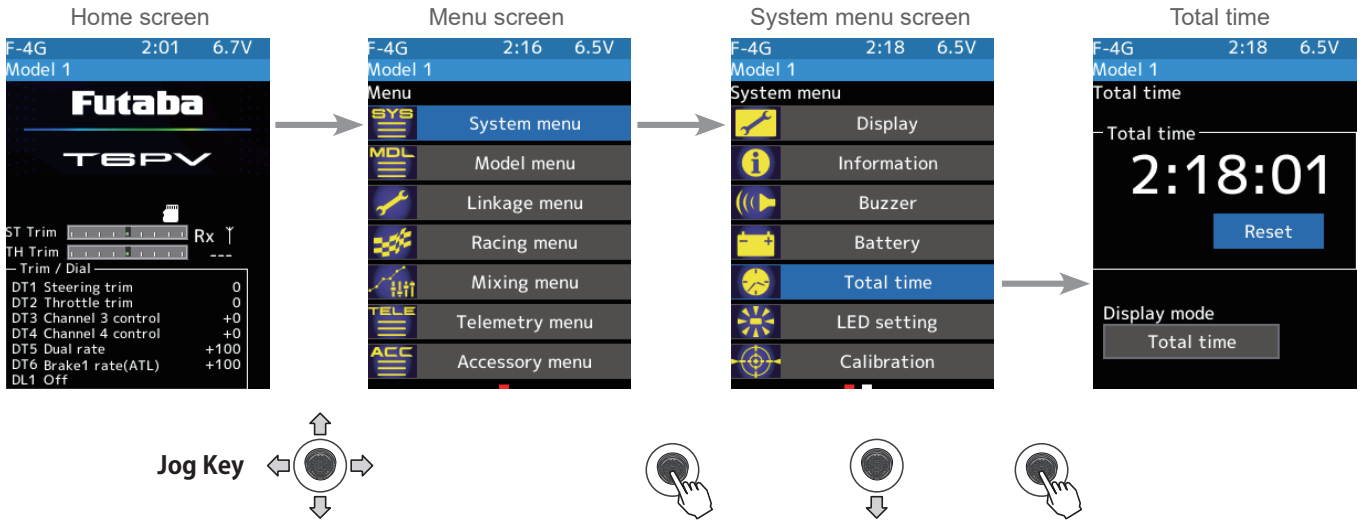 Home screen
F-4G 2:01 6.7V
Model 1
Futaba
T6PV
ST Trim
Rx
TH Trim
---
Trim / Dial
DT1 Steering trim 0
DT2 Throttle trim 0
DT3 Channel 3 control +0
DT4 Channel 4 control +0
DT5 Dual rate +100
DT6 Brake1 rate(ATL) +100
DL1 Off
Menu screen
F-4G 2:16 6.5V
Model 1
Menu
SYS System menu
MDL Model menu
Linkage menu
Racing menu
Mixing menu
TELE Telemetry menu
ACC Accessory menu
System menu screen
F-4G 2:18 6.5V
Model 1
System menu
Display
Information
Buzzer
Battery
Total time
LED setting
Calibration
Total time
F-4G 2:18 6.5V
Model 1
Total time
Total time
2:18:01
Reset
Display mode
Total time
Jog Key